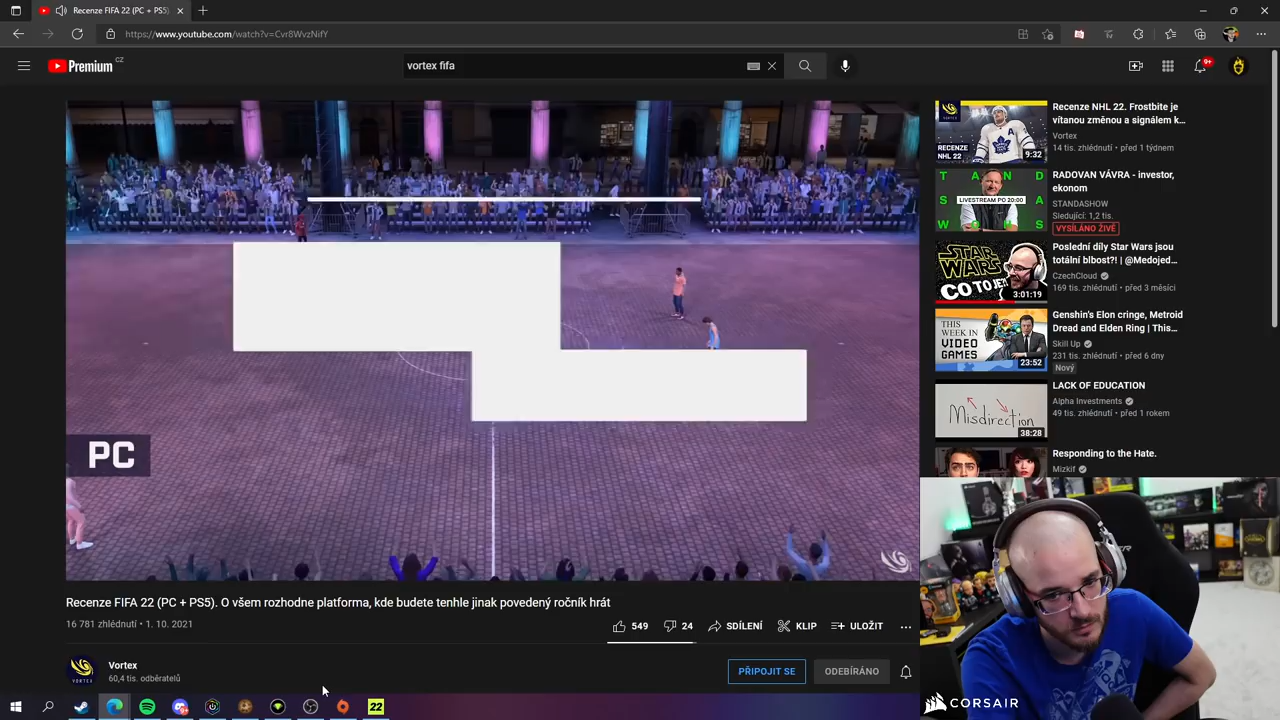 Recenze FIFA 22 (PC + PS5)
https://www.youtube.com/watch?v=Cvr8WvzNifY
Premium CZ
vortex fifa
9+
PC
Recenze FIFA 22 (PC + PS5). O všem rozhodne platforma, kde budete tenhle jinak povedený ročník hrát
16 781 zhlédnutí • 1. 10. 2021
549
24
SDÍLENÍ
KLIP
ULOŽIT
Vortex
60,4 tis. odběratelů
PŘIPOJIT SE
ODEBÍRÁNO
VORTEX
RECENZE
NHL 22
9:32
Recenze NHL 22. Frostbite je
vítanou změnou a signálem k...
Vortex
14 tis. zhlédnutí • před 1 týdnem
TAND
LIVESTREAM PO 20:00
RADOVAN VÁVRA - investor,
ekonom
STANDASHOW
Sledující: 1,2 tis.
VYSÍLÁNO ŽIVĚ
STAR
WARS
CO TO JE
3:01:19
Poslední díly Star Wars jsou
totální blbost?! | @Medojed...
CzechCloud
169 tis. zhlédnutí • před 3 měsíci
THIS
WEEK IN
VIDEO
GAMES
23:52
Genshin's Elon cringe, Metroid
Dread and Elden Ring | This...
Skill Up
231 tis. zhlédnutí • před 6 dny
Nový
Misdirection
38:28
LACK OF EDUCATION
Alpha Investments
49 tis. zhlédnutí • před 1 rokem
Responding to the Hate.
Mizkif
22
CORSAIR